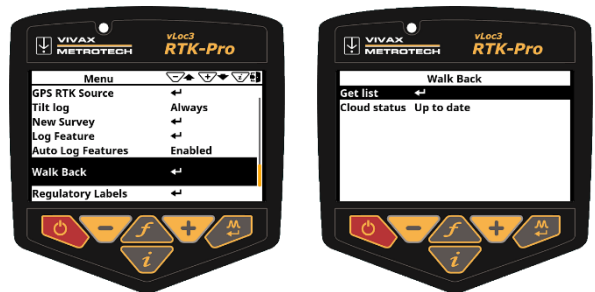 VIVAX
METROTECH
vLoc3
RTK-Pro
Menu
GPS RTK Source
Tilt log Always
New Survey
Log Feature
Auto Log Features Enabled
Walk Back
Regulatory Labels
f
i
VIVAX
METROTECH
vLoc3
RTK-Pro
Walk Back
Get list
Cloud status Up to date
f
i